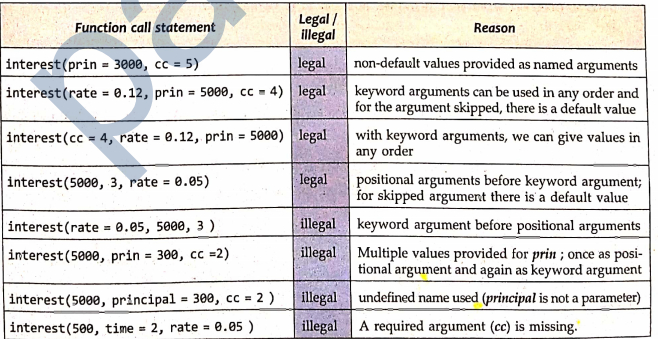 Function call statement Legal / illegal Reason
interest(prin = 3000, cc = 5) legal non-default values provided as named arguments
interest(rate = 0.12, prin = 5000, cc = 4) legal keyword arguments can be used in any order and
for the argument skipped, there is a default value
interest(cc = 4, rate = 0.12, prin = 5000) legal with keyword arguments, we can give values in
any order
interest(5000, 3, rate = 0.05) legal positional arguments before keyword argument;
for skipped argument there is a default value
interest(rate = 0.05, 5000, 3 ) illegal keyword argument before positional arguments
interest(5000, prin = 300, cc =2) illegal Multiple values provided for prin ; once as posi-
tional argument and again as keyword argument
interest(5000, principal = 300, cc = 2 ) illegal undefined name used (principal is not a parameter)
interest(500, time = 2, rate = 0.05 ) illegal A required argument (cc) is missing.